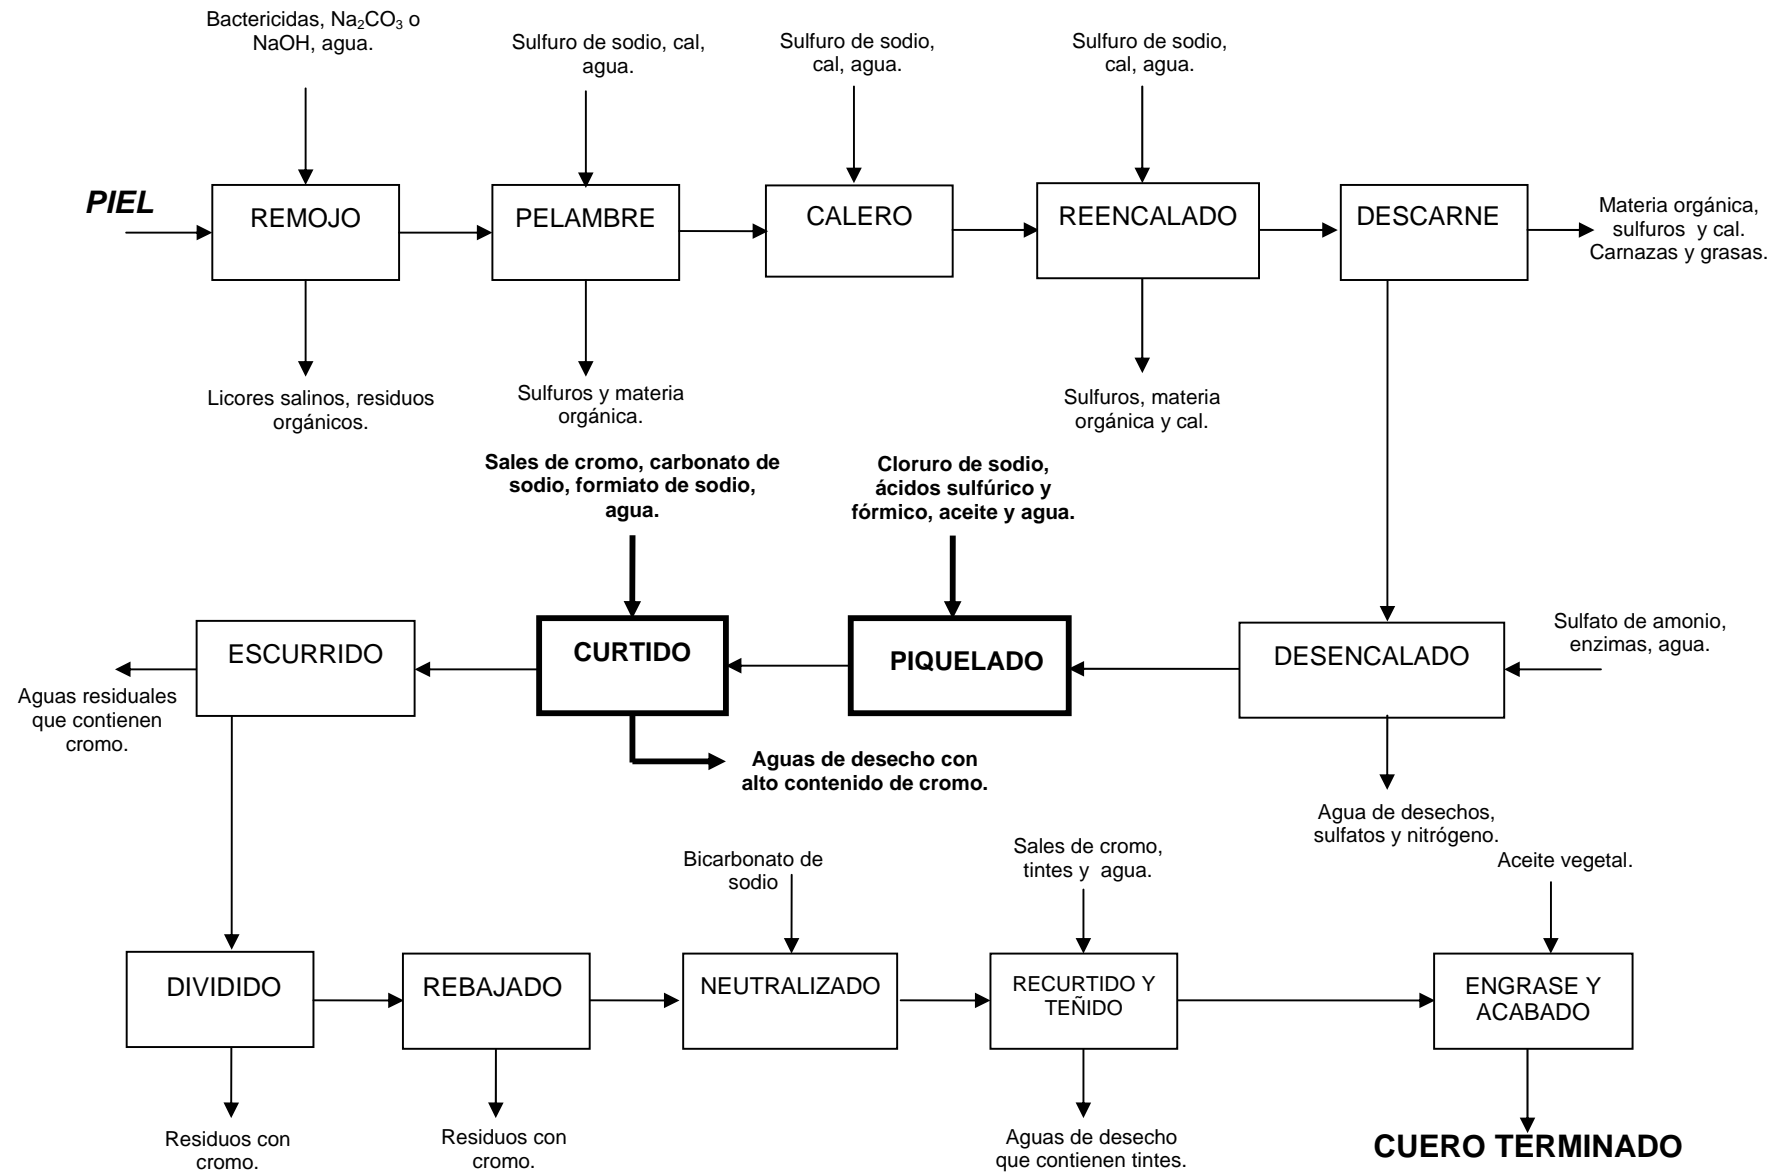 Bactericidas, Na₂CO₃ o
NaOH, agua.
Sulfuro de sodio, cal,
agua.
Sulfuro de sodio,
cal, agua.
Sulfuro de sodio,
cal, agua.
PIEL
REMOJO
PELAMBRE
CALERO
REENCALADO
DESCARNE
Materia orgánica,
sulfuros y cal.
Carnazas y grasas.
Licores salinos, residuos
orgánicos.
Sulfuros y materia
orgánica.
Sulfuros, materia
orgánica y cal.
Sales de cromo, carbonato de
sodio, formiato de sodio,
agua.
Cloruro de sodio,
ácidos sulfúrico y
fórmico, aceite y agua.
ESCURRIDO
CURTIDO
PIQUELADO
DESENCALADO
Sulfato de amonio,
enzimas, agua.
Aguas residuales
que contienen
cromo.
Aguas de desecho con
alto contenido de cromo.
Agua de desechos,
sulfatos y nitrógeno.
Bicarbonato de
sodio
Sales de cromo,
tintes y agua.
Aceite vegetal.
DIVIDIDO
REBAJADO
NEUTRALIZADO
RECURTIDO Y
TEÑIDO
ENGRASE Y
ACABADO
Residuos con
cromo.
Residuos con
cromo.
Aguas de desecho
que contienen tintes.
CUERO TERMINADO